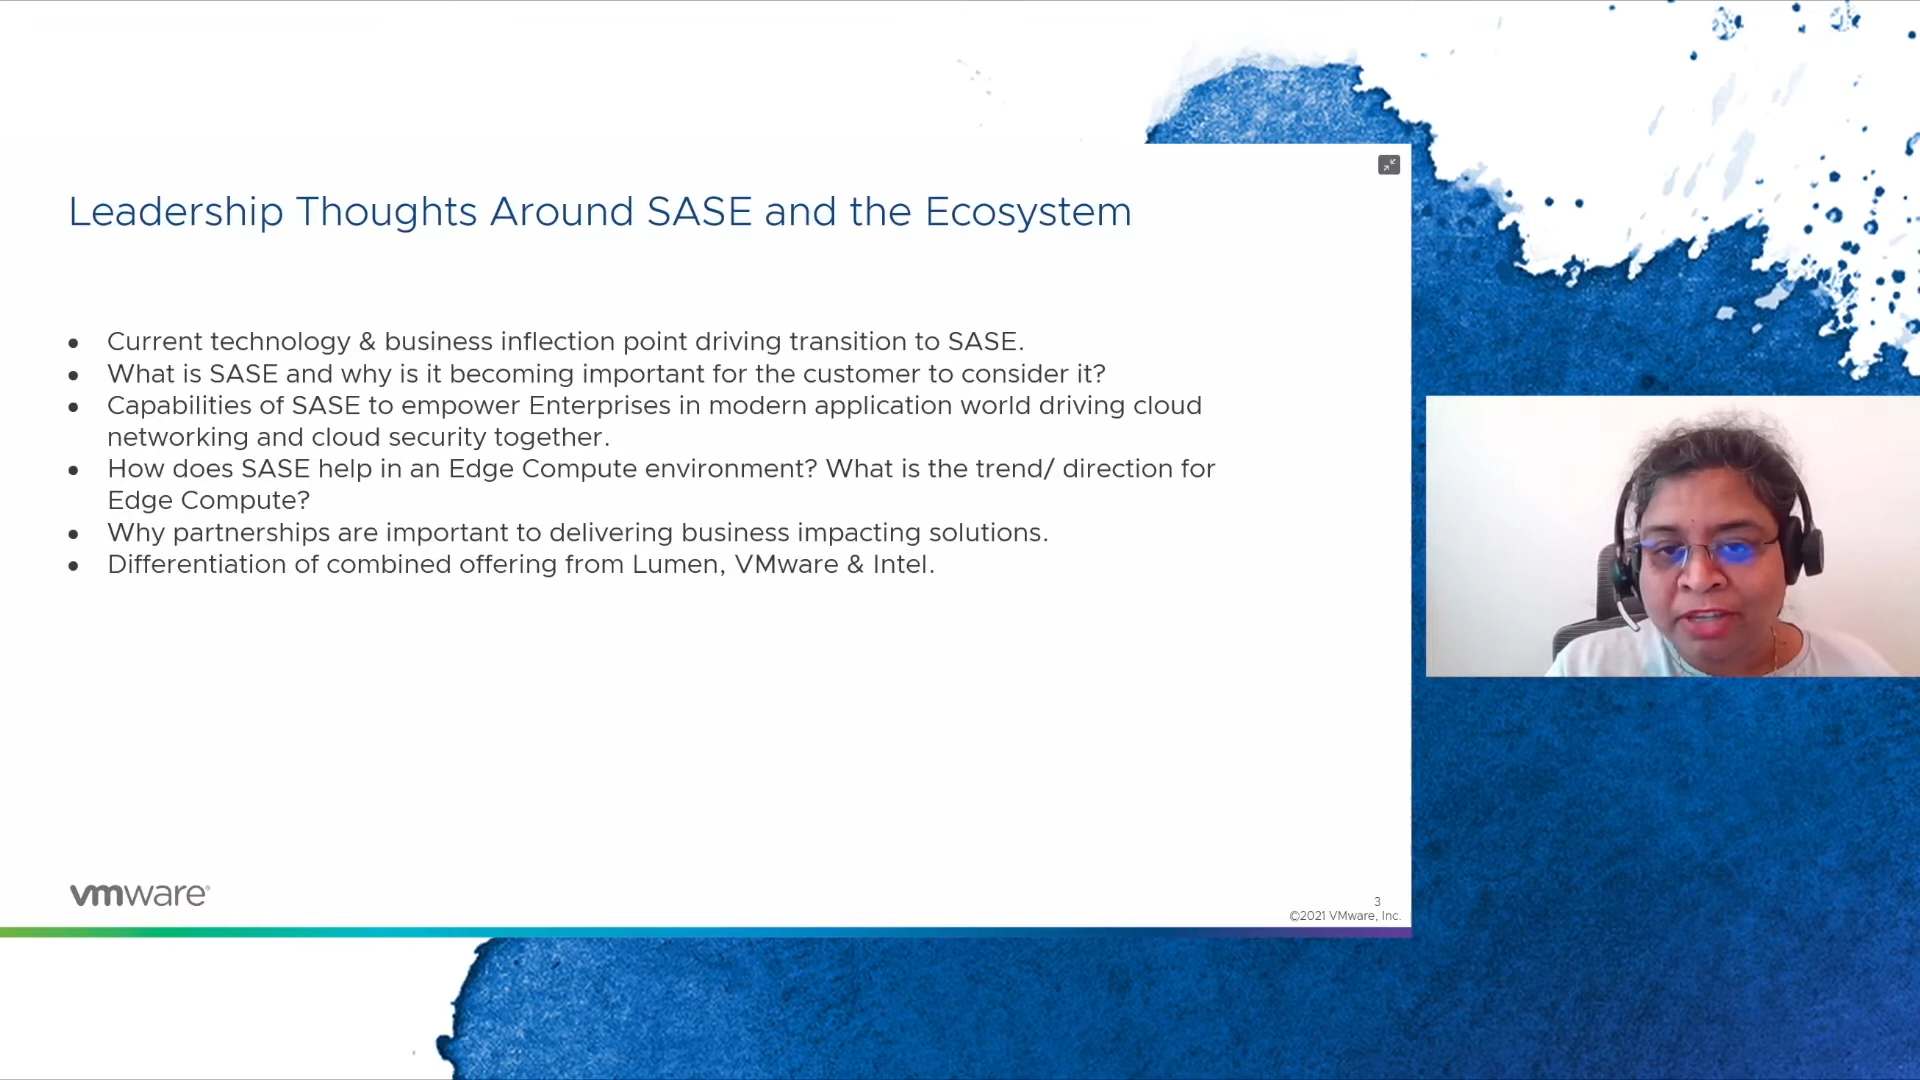 Leadership Thoughts Around SASE and the Ecosystem
• Current technology & business inflection point driving transition to SASE.
• What is SASE and why is it becoming important for the customer to consider it?
• Capabilities of SASE to empower Enterprises in modern application world driving cloud
networking and cloud security together.
• How does SASE help in an Edge Compute environment? What is the trend/ direction for
Edge Compute?
• Why partnerships are important to delivering business impacting solutions.
• Differentiation of combined offering from Lumen, VMware & Intel.
vmware®
3
©2021 VMware, Inc.